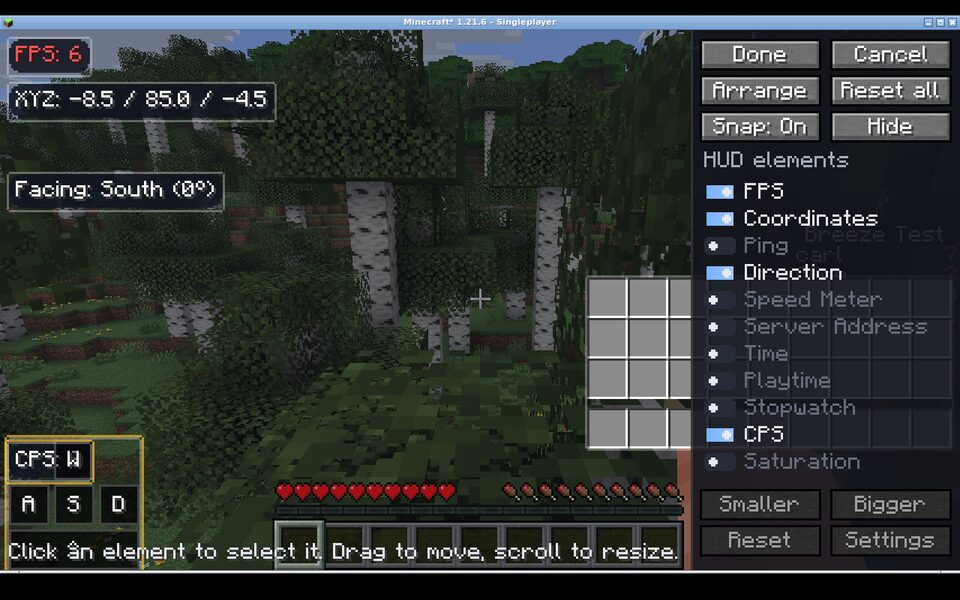 Minecraft* 1.21.6 - Singleplayer
FPS: 6
XYZ: -8.5 / 85.0 / -4.5
Facing: South (0°)
Done
Cancel
Arrange
Reset all
Snap: On
Hide
HUD elements
FPS
Coordinates
Breeze Test
Ping
carl
Direction
Speed Meter
Server Address
Time
Playtime
Stopwatch
CPS
Saturation
Smaller
Bigger
Reset
Settings
CPS W
A S D
Click an element to select it. Drag to move, scroll to resize.